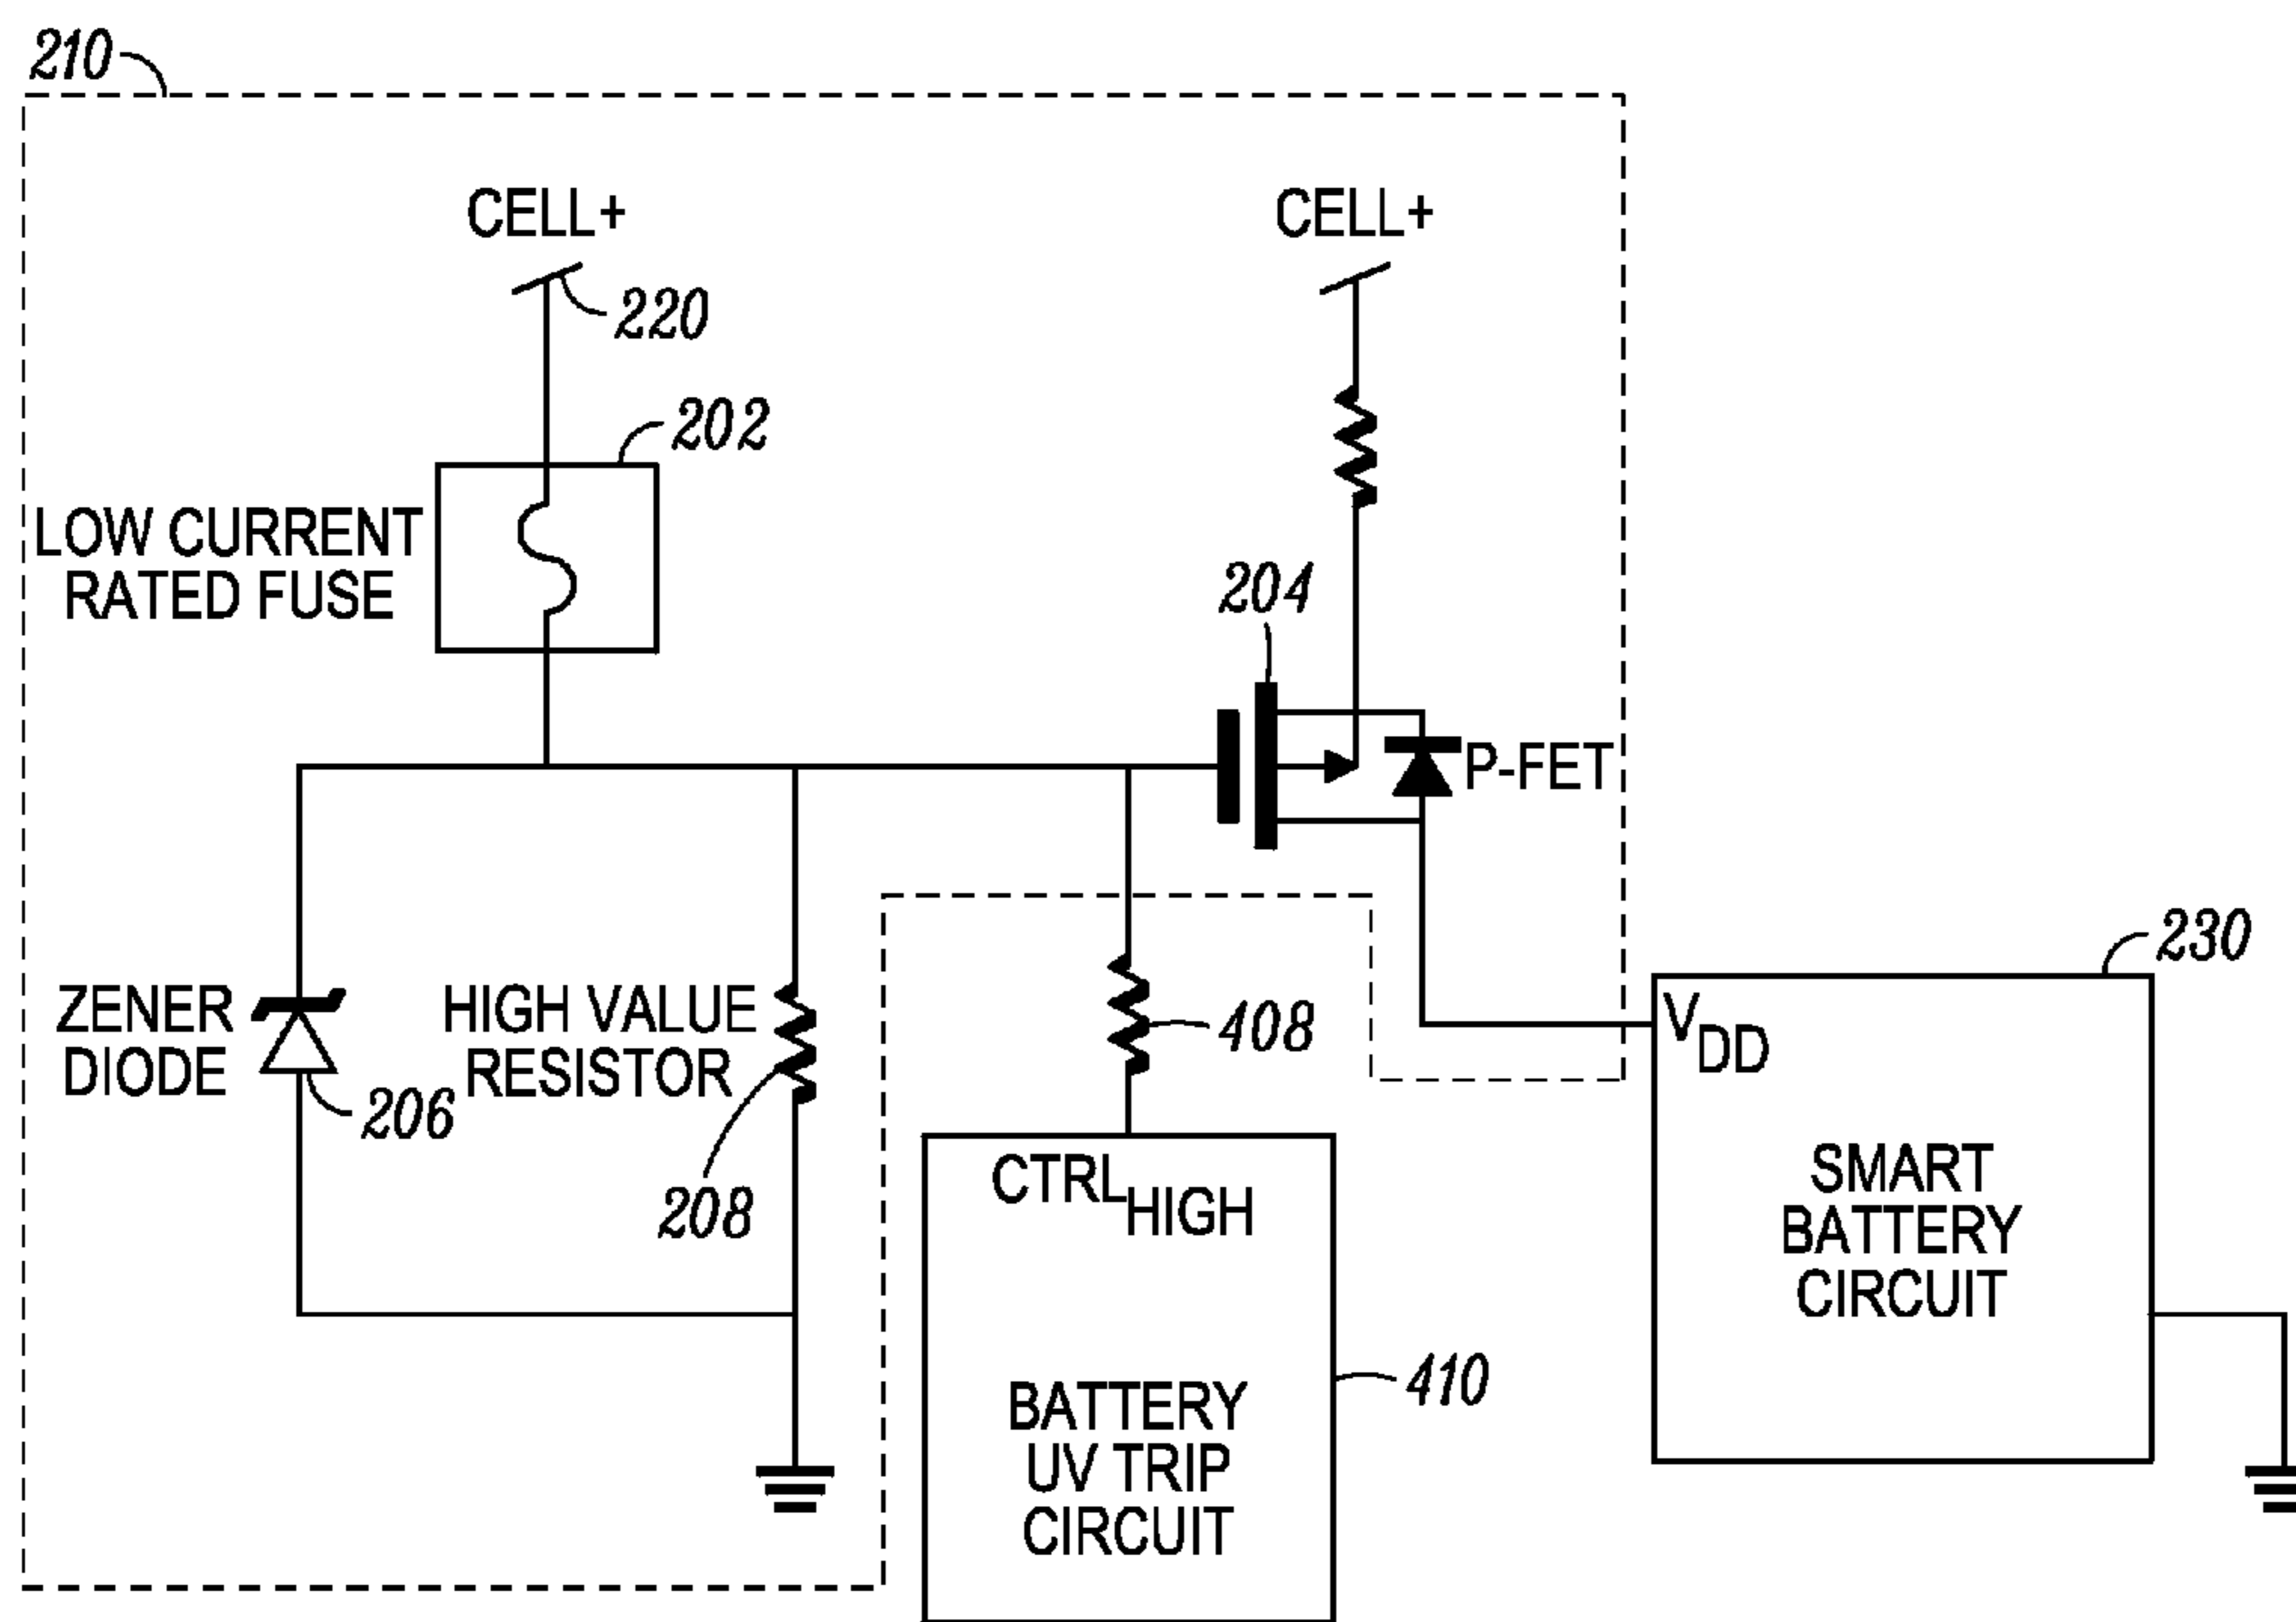 210
CELL+
CELL+
220
202
LOW CURRENT
RATED FUSE
204
P-FET
230
ZENER
DIODE
HIGH VALUE
RESISTOR
408
VDD
206
208
CTRLHIGH
SMART
BATTERY
CIRCUIT
BATTERY
UV TRIP
CIRCUIT
410